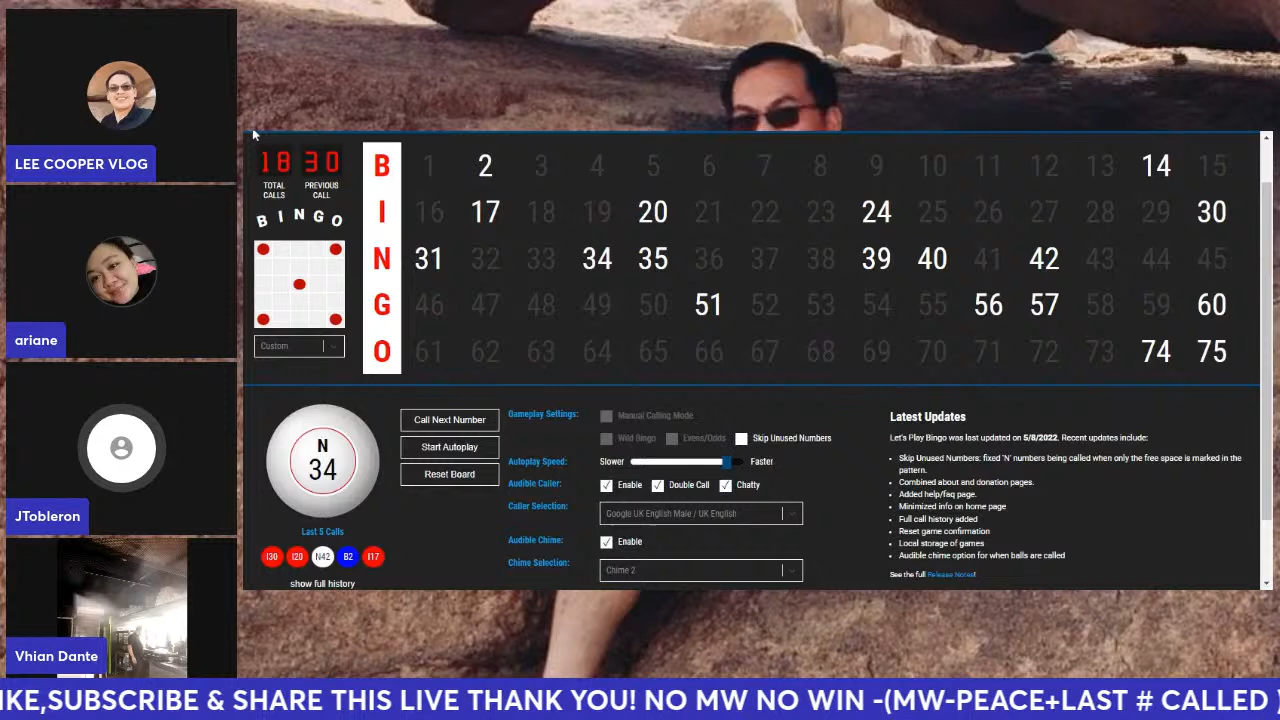 LEE COOPER VLOG
ariane
JTobleron
Vhian Dante
18 30
TOTAL CALLS PREVIOUS CALL
BINGO
Custom
B 1 2 3 4 5 6 7 8 9 10 11 12 13 14 15
I 16 17 18 19 20 21 22 23 24 25 26 27 28 29 30
N 31 32 33 34 35 36 37 38 39 40 41 42 43 44 45
G 46 47 48 49 50 51 52 53 54 55 56 57 58 59 60
O 61 62 63 64 65 66 67 68 69 70 71 72 73 74 75
N
34
Last 5 Calls
I30 I20 N42 B2 I17
show full history
Call Next Number
Start Autoplay
Reset Board
Gameplay Settings: Manual Calling Mode
Wild Bingo Evens/Odds Skip Unused Numbers
Autoplay Speed: Slower Faster
Audible Caller: Enable Double Call Chatty
Caller Selection: Google UK English Male / UK English
Audible Chime: Enable
Chime Selection: Chime 2
Latest Updates
Let's Play Bingo was last updated on 5/8/2022. Recent updates include:
Skip Unused Numbers: fixed 'N' numbers being called when only the free space is marked in the
pattern.
Combined about and donation pages.
Added help/faq page.
Minimized info on home page
Full call history added
Reset game confirmation
Local storage of games
Audible chime option for when balls are called
See the full Release Notes!
IKE,SUBSCRIBE & SHARE THIS LIVE THANK YOU! NO MW NO WIN -(MW-PEACE+LAST # CALLED )